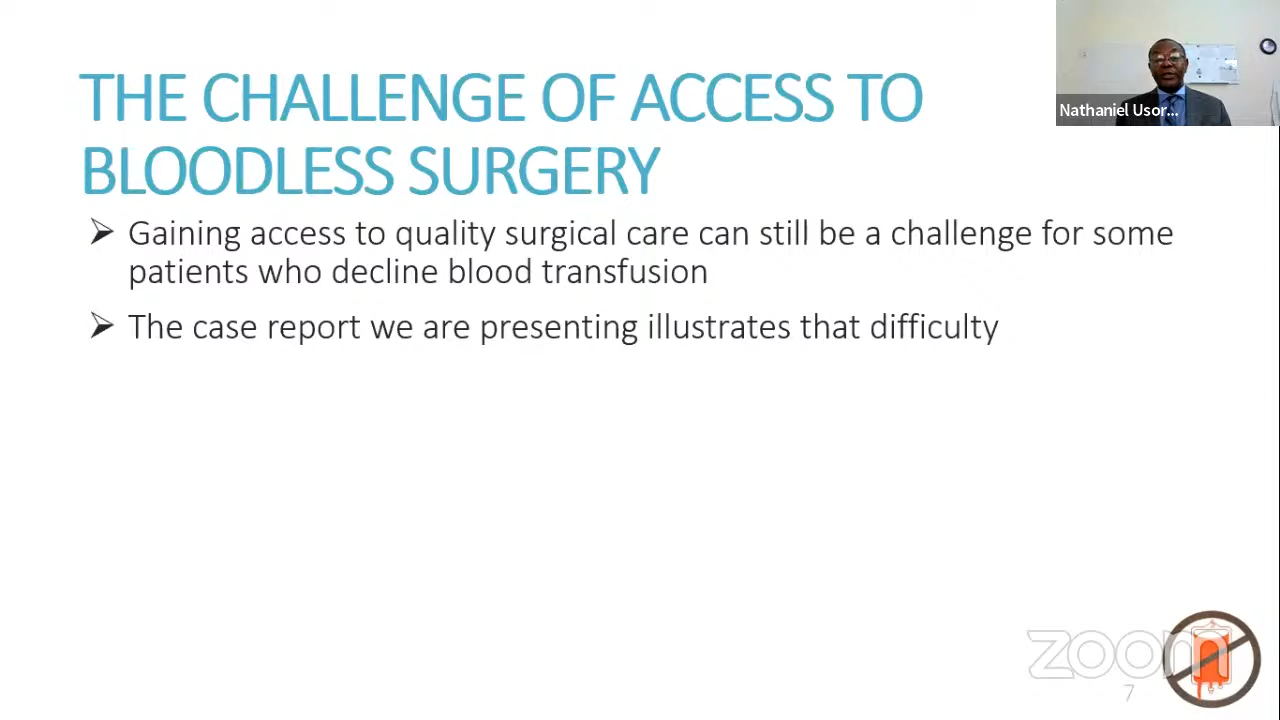 THE CHALLENGE OF ACCESS TO
BLOODLESS SURGERY
Nathaniel Usor...
➢ Gaining access to quality surgical care can still be a challenge for some
patients who decline blood transfusion
➢ The case report we are presenting illustrates that difficulty
zoom
7